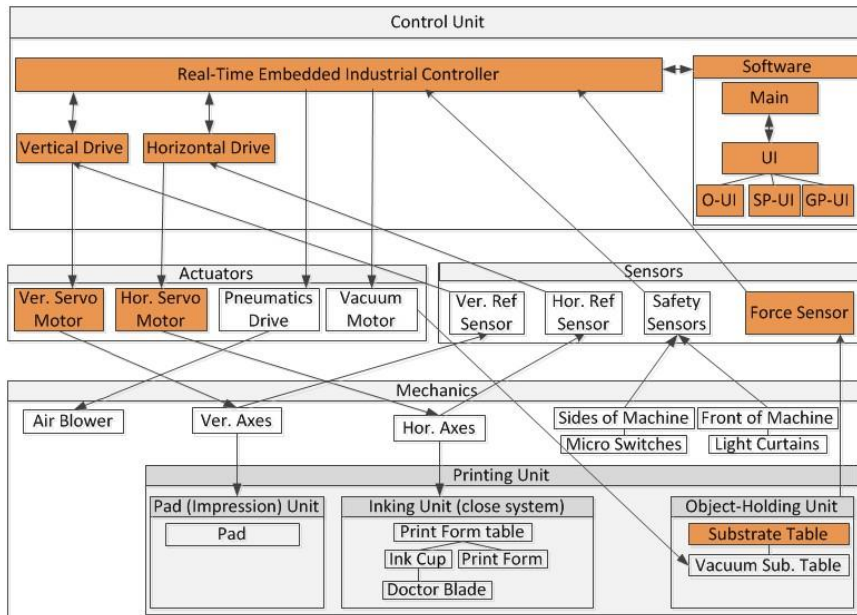 Control Unit
Real-Time Embedded Industrial Controller
Software
Main
UI
O-UI
SP-UI
GP-UI
Vertical Drive
Horizontal Drive
Actuators
Ver. Servo
Motor
Hor. Servo
Motor
Pneumatics
Drive
Vacuum
Motor
Sensors
Ver. Ref
Sensor
Hor. Ref
Sensor
Safety
Sensors
Force Sensor
Mechanics
Air Blower
Ver. Axes
Hor. Axes
Sides of Machine
Micro Switches
Front of Machine
Light Curtains
Printing Unit
Pad (Impression) Unit
Pad
Inking Unit (close system)
Print Form table
Ink Cup
Print Form
Doctor Blade
Object-Holding Unit
Substrate Table
Vacuum Sub. Table